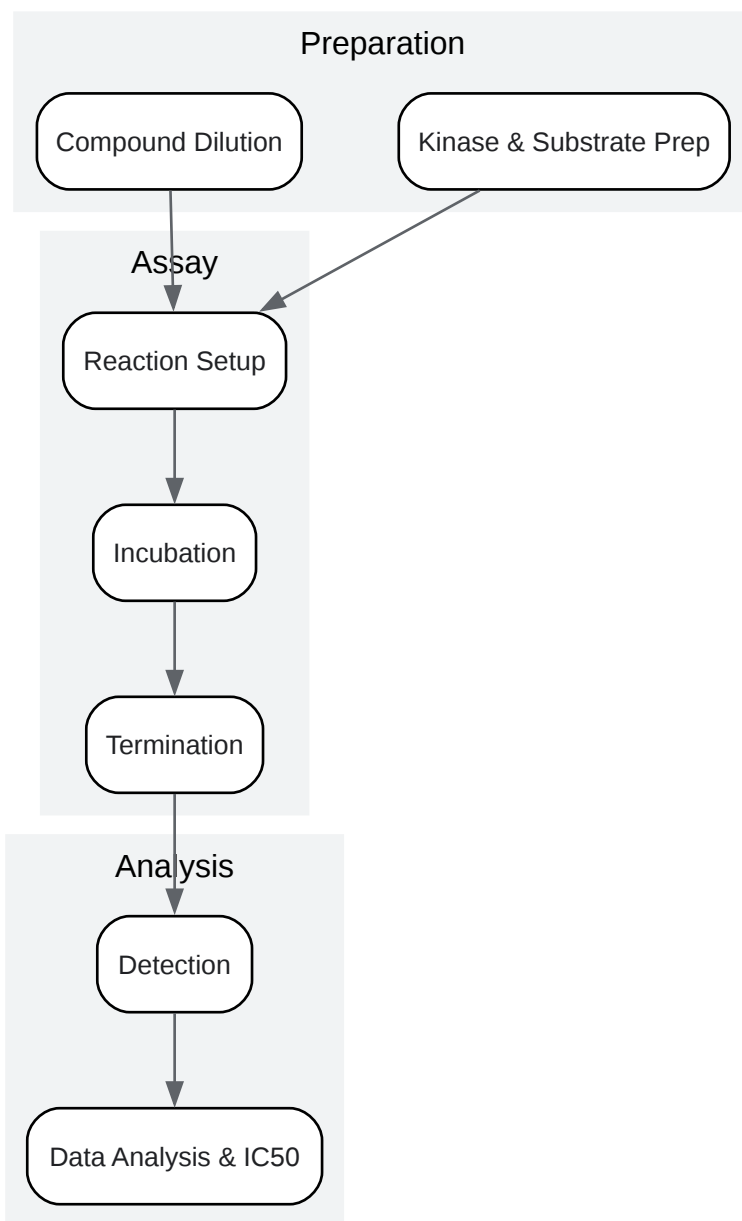 Preparation
Compound Dilution
Kinase & Substrate Prep
Assay
Reaction Setup
Incubation
Termination
Analysis
Detection
Data Analysis & IC50